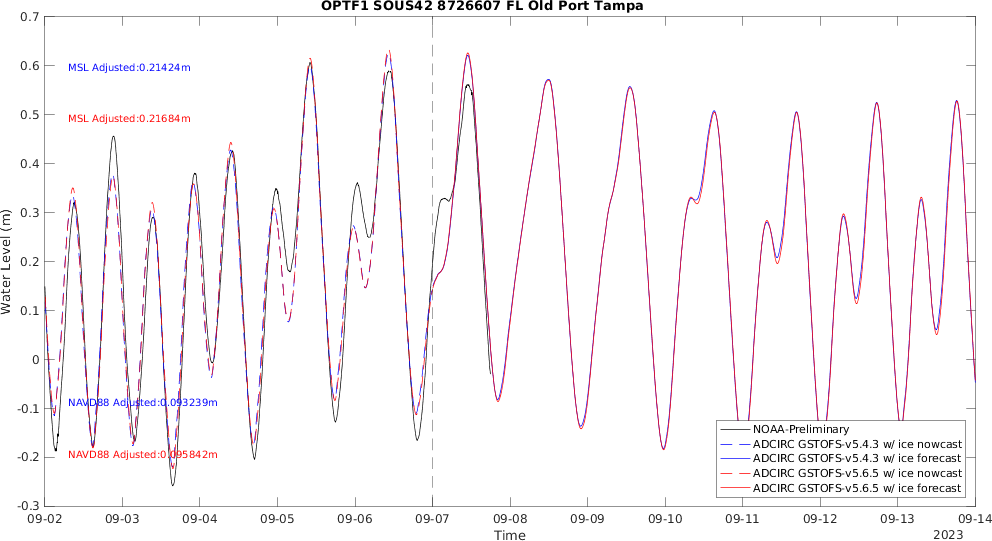 OPTF1 SOUS42 8726607 FL Old Port Tampa
Water Level (m)
0.7
0.6
0.5
0.4
0.3
0.2
0.1
0
-0.1
-0.2
-0.3
MSL Adjusted:0.21424m
MSL Adjusted:0.21684m
NAVD88 Adjusted:0.093239m
NAVD88 Adjusted:0.095842m
NOAA-Preliminary
ADCIRC GSTOFS-v5.4.3 w/ ice nowcast
ADCIRC GSTOFS-v5.4.3 w/ ice forecast
ADCIRC GSTOFS-v5.6.5 w/ ice nowcast
ADCIRC GSTOFS-v5.6.5 w/ ice forecast
09-02 09-03 09-04 09-05 09-06 09-07 09-08 09-09 09-10 09-11 09-12 09-13 09-14
Time
2023